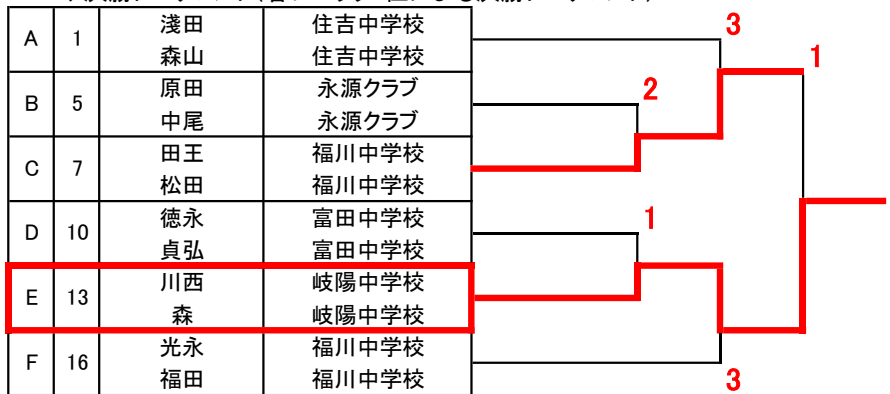 A 1 淺田 住吉中学校
森山 住吉中学校
B 5 原田 永源クラブ
中尾 永源クラブ
C 7 田王 福川中学校
松田 福川中学校
D 10 徳永 富田中学校
貞弘 富田中学校
E 13 川西 岐陽中学校
森 岐陽中学校
F 16 光永 福川中学校
福田 福川中学校
3
1
2
1
3